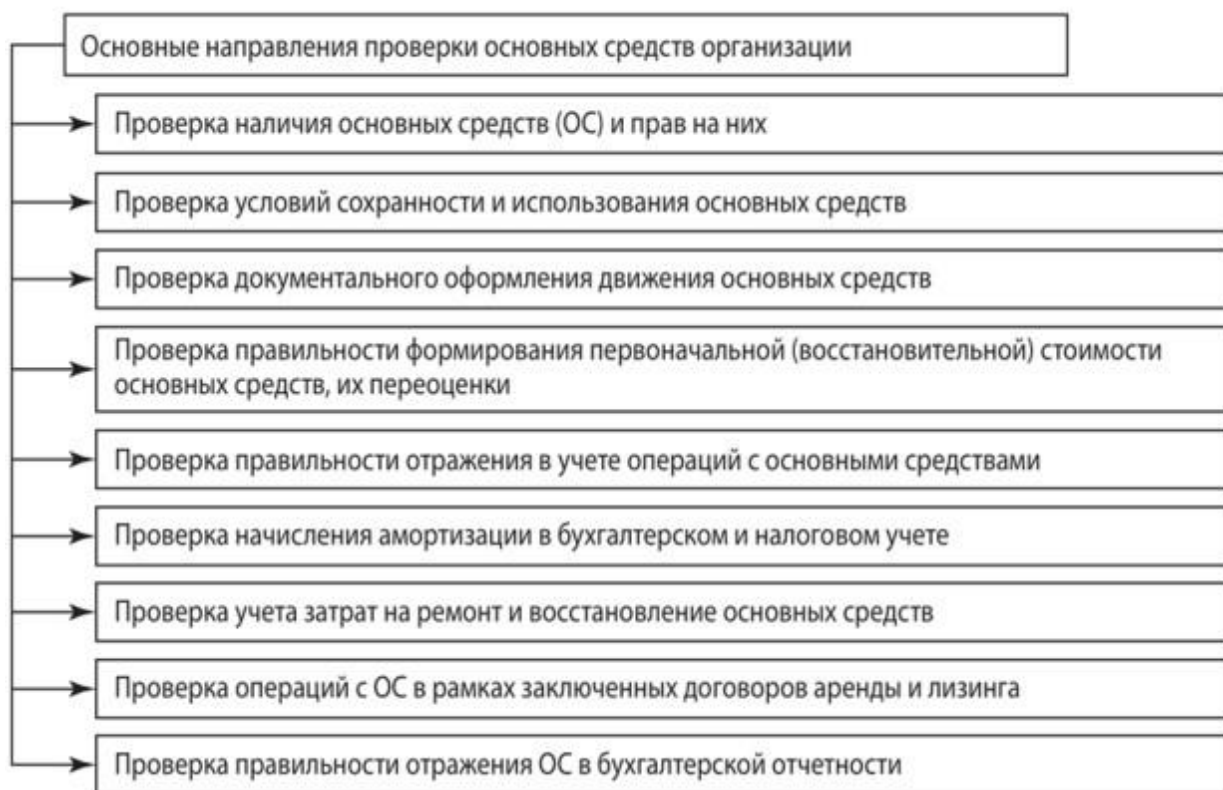 Основные направления проверки основных средств организации
Проверка наличия основных средств (ОС) и прав на них
Проверка условий сохранности и использования основных средств
Проверка документального оформления движения основных средств
Проверка правильности формирования первоначальной (восстановительной) стоимости
основных средств, их переоценки
Проверка правильности отражения в учете операций с основными средствами
Проверка начисления амортизации в бухгалтерском и налоговом учете
Проверка учета затрат на ремонт и восстановление основных средств
Проверка операций с ОС в рамках заключенных договоров аренды и лизинга
Проверка правильности отражения ОС в бухгалтерской отчетности